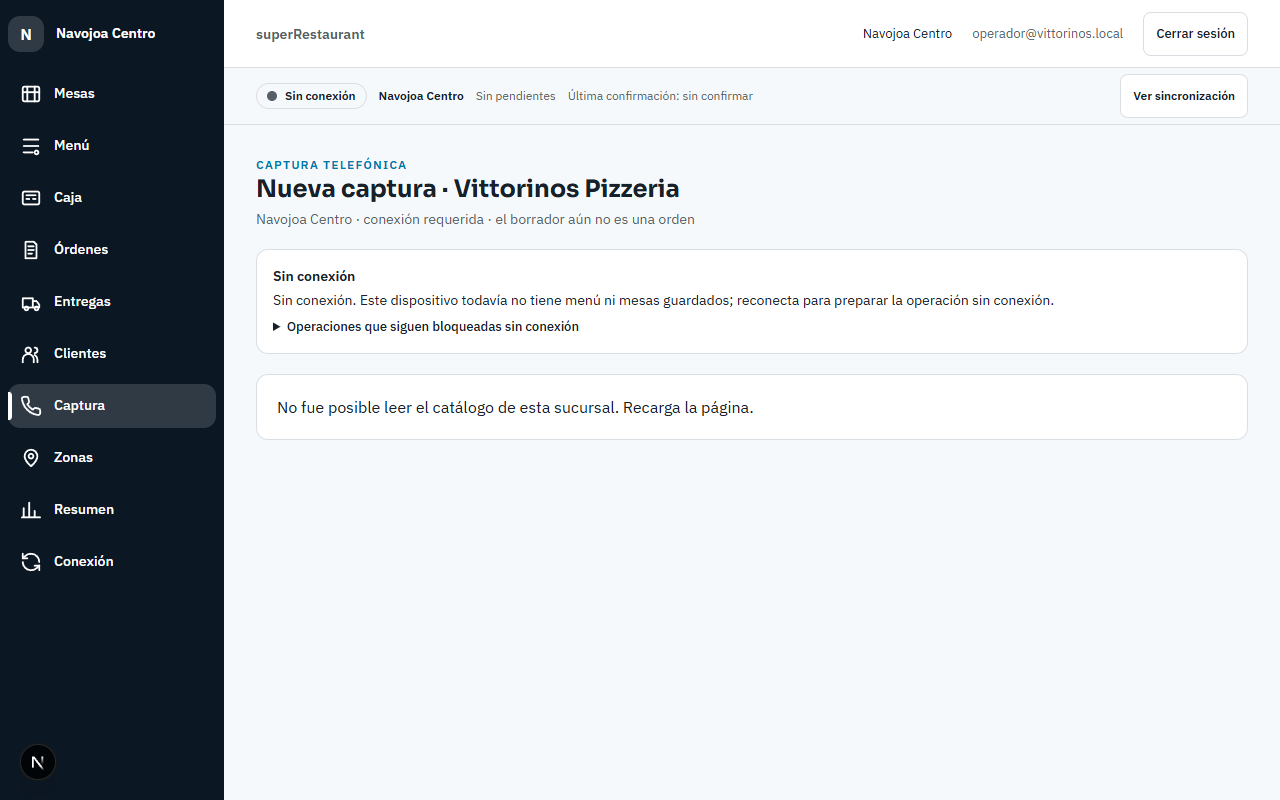 N Navojoa Centro
Mesas
Menú
Caja
Órdenes
Entregas
Clientes
Captura
Zonas
Resumen
Conexión
N
superRestaurant
Navojoa Centro operador@vittorinos.local Cerrar sesión
Sin conexión Navojoa Centro Sin pendientes Última confirmación: sin confirmar Ver sincronización
CAPTURA TELEFÓNICA
Nueva captura · Vittorinos Pizzeria
Navojoa Centro · conexión requerida · el borrador aún no es una orden
Sin conexión
Sin conexión. Este dispositivo todavía no tiene menú ni mesas guardados; reconecta para preparar la operación sin conexión.
Operaciones que siguen bloqueadas sin conexión
No fue posible leer el catálogo de esta sucursal. Recarga la página.